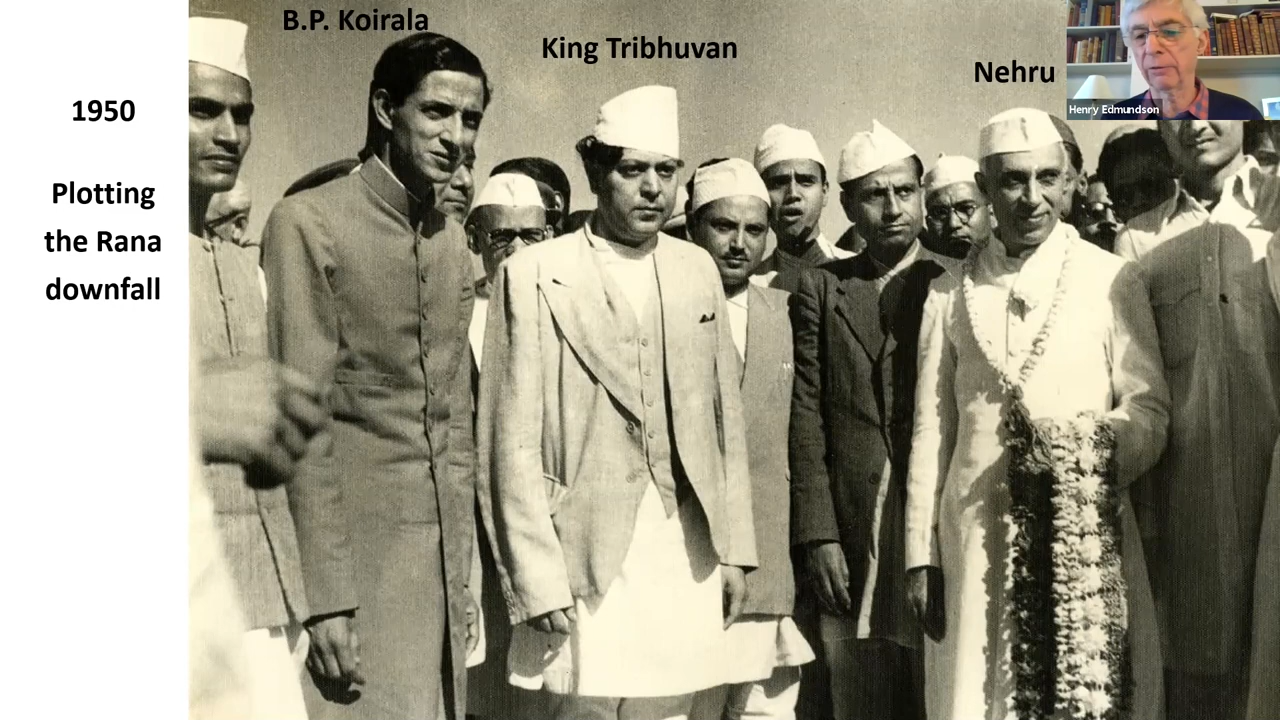 B.P. Koirala
King Tribhuvan
Nehru
Henry Edmundson
1950
Plotting
the Rana
downfall